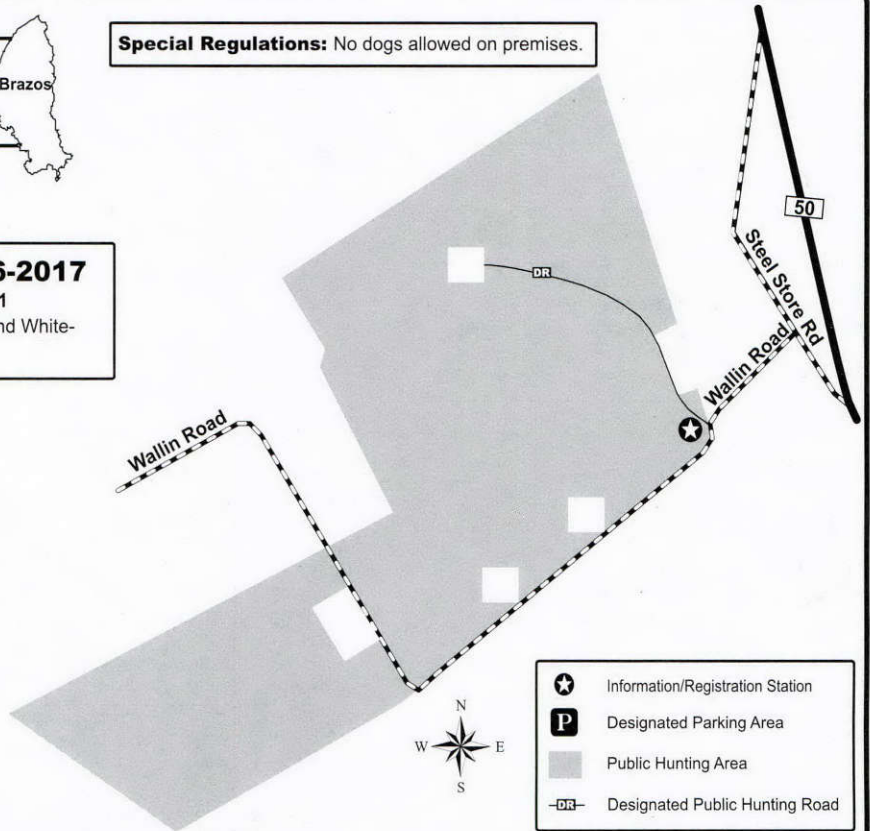 Special Regulations: No dogs allowed on premises.
Brazos
50
DR
Steel Store Rd
Wallin Road
6-2017
1
nd White-
Wallin Road
N
W E
S
Information/Registration Station
P Designated Parking Area
Public Hunting Area
DR Designated Public Hunting Road